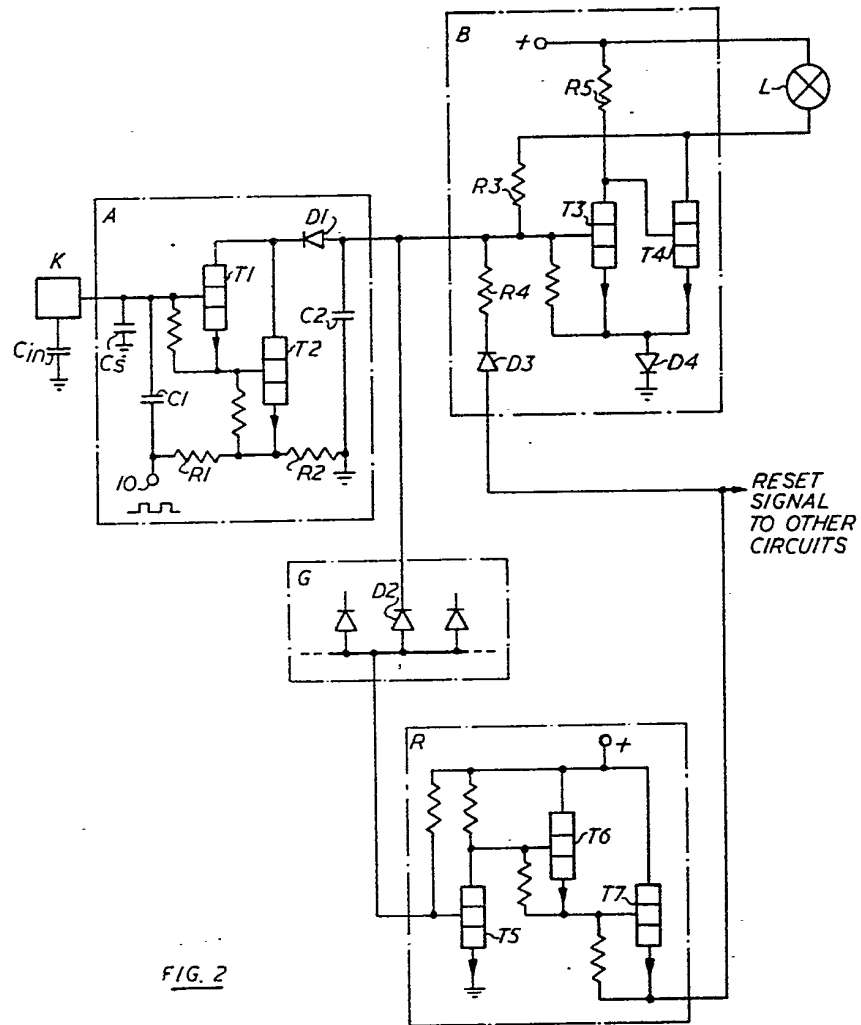 B
+
R5
L
R3
T3
T4
A
D1
K
T1
R4
C2
T2
Cin
Cs
D3
D4
C1
R1
R2
10
RESET
SIGNAL
TO OTHER
CIRCUITS
G
D2
R
+
T6
T7
T5
FIG. 2